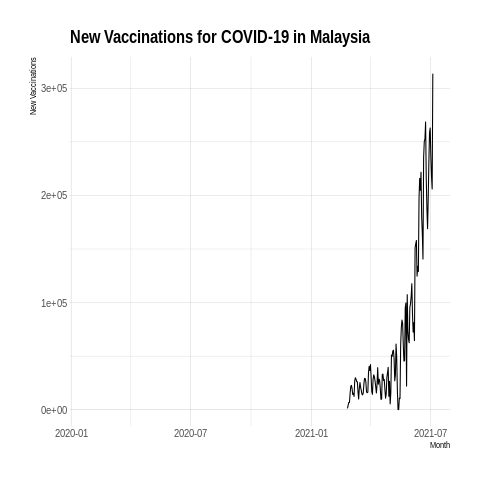 New Vaccinations for COVID-19 in Malaysia
New Vaccinations
3e+05
2e+05
1e+05
0e+00
2020-01 2020-07 2021-01 2021-07
Month